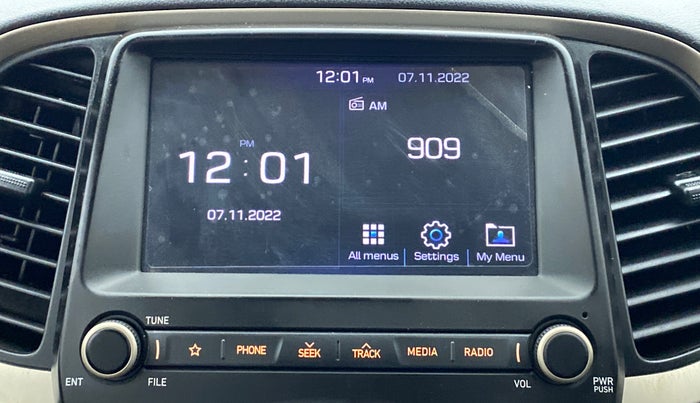 12:01 PM 07.11.2022
AM
909
PM
12:01
07.11.2022
All menus Settings My Menu
TUNE
PHONE SEEK TRACK MEDIA RADIO
ENT FILE VOL PWR
PUSH